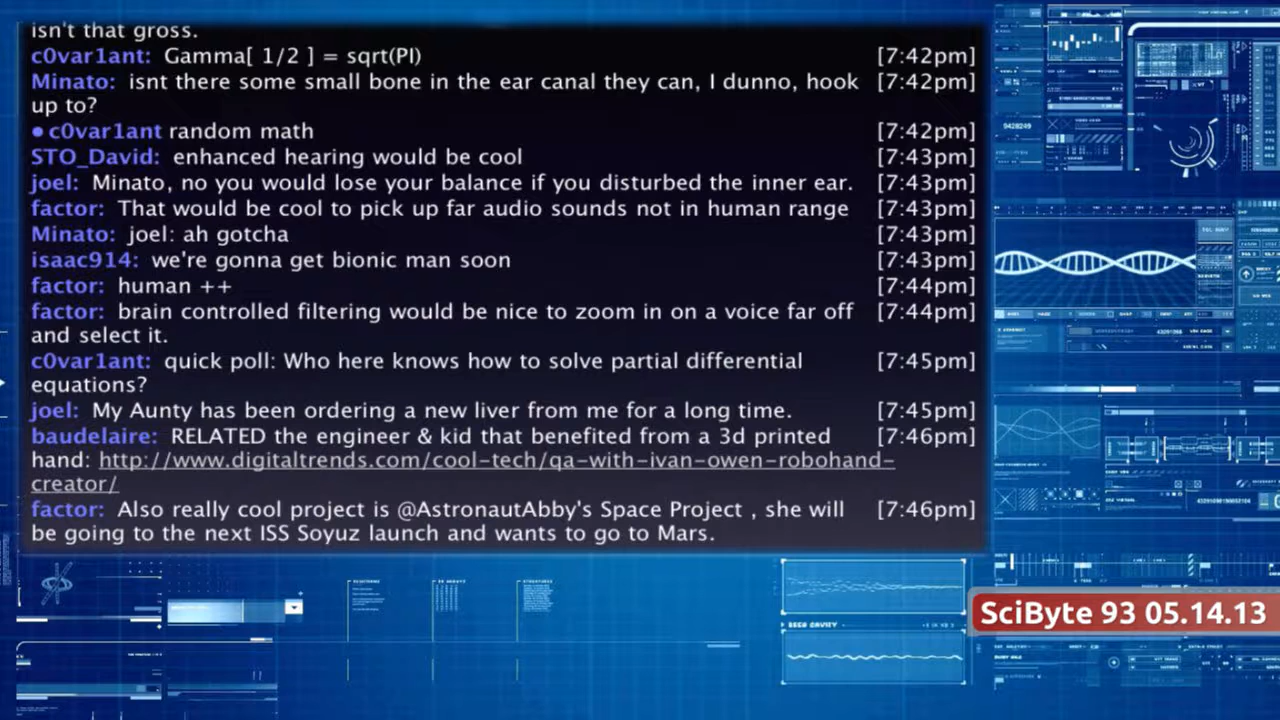 isn't that gross.
c0var1ant: Gamma[ 1/2 ] = sqrt(PI) [7:42pm]
Minato: isnt there some small bone in the ear canal they can, I dunno, hook [7:42pm]
up to?
•c0var1ant random math [7:42pm]
STO_David: enhanced hearing would be cool [7:43pm]
joel: Minato, no you would lose your balance if you disturbed the inner ear. [7:43pm]
factor: That would be cool to pick up far audio sounds not in human range [7:43pm]
Minato: joel: ah gotcha [7:43pm]
isaac914: we're gonna get bionic man soon [7:43pm]
factor: human ++ [7:44pm]
factor: brain controlled filtering would be nice to zoom in on a voice far off [7:44pm]
and select it.
c0var1ant: quick poll: Who here knows how to solve partial differential [7:45pm]
equations?
joel: My Aunty has been ordering a new liver from me for a long time. [7:45pm]
baudelaire: RELATED the engineer & kid that benefited from a 3d printed [7:46pm]
hand: http://www.digitaltrends.com/cool-tech/qa-with-ivan-owen-robohand-
creator/
factor: Also really cool project is @AstronautAbby's Space Project , she will [7:46pm]
be going to the next ISS Soyuz launch and wants to go to Mars.
SciByte 93 05.14.13
9428249